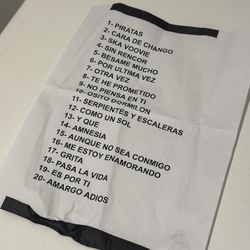 1- PIRATAS
2- CARA DE CHANGO
3- SKA VOOVIE
4- SIN RENCOR
5- BESAME MUCHO
6- POR ULTIMA VEZ
7- OTRA VEZ
8- TE HE PROMETIDO
9- NO PIENSA EN TI
10- OSITO DORMILON
11- SERPIENTES Y ESCALERAS
12- COMO UN SOL
13- Y QUE
14- AMNESIA
15- AUNQUE NO SEA CONMIGO
16- ME ESTOY ENAMORANDO
17- GRITA
18- PASA LA VIDA
19- ES POR TI
20- AMARGO ADIOS